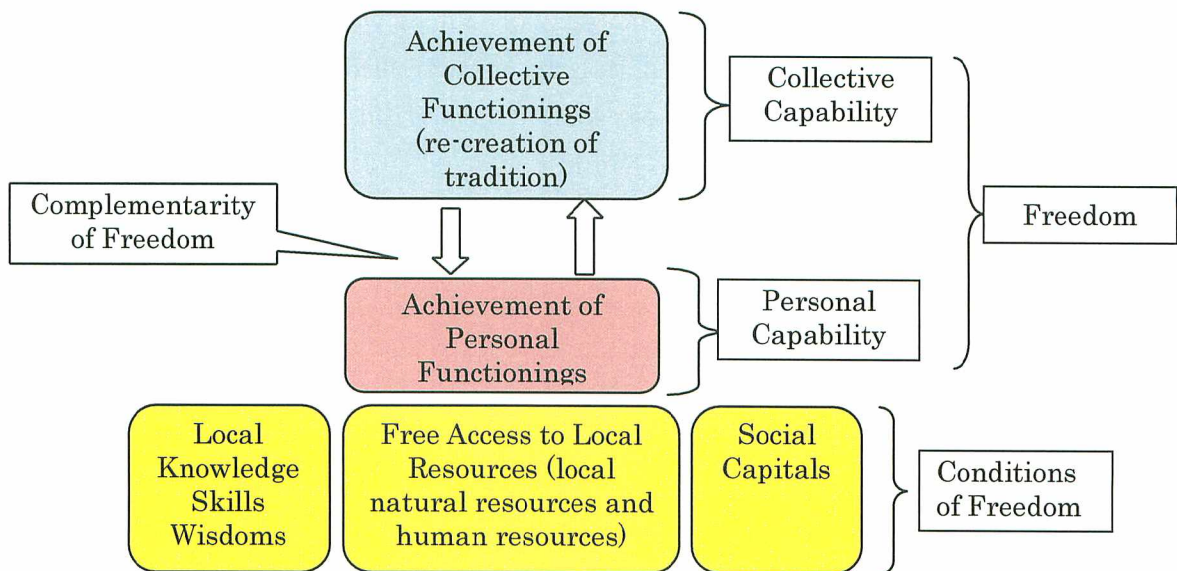 Achievement of
Collective
Functionings
(re-creation of
tradition)
Collective
Capability
Complementarity
of Freedom
Freedom
Achievement of
Personal
Functionings
Personal
Capability
Local
Knowledge
Skills
Wisdoms
Free Access to Local
Resources (local
natural resources and
human resources)
Social
Capitals
Conditions
of Freedom